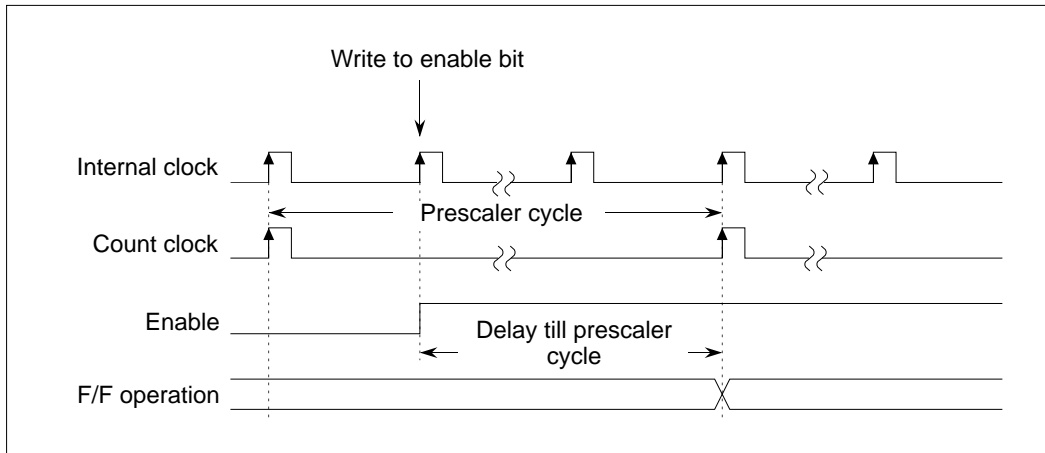 Write to enable bit
Internal clock
Prescaler cycle
Count clock
Enable
Delay till prescaler
cycle
F/F operation